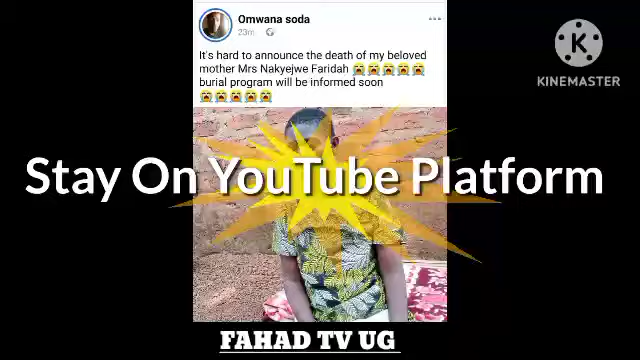 Omwana soda
23m
It's hard to announce the death of my beloved
mother Mrs Nakyejwe Faridah 😭😭😭😭😭
burial program will be informed soon
😭😭😭😭😭
KINEMASTER
Stay On YouTube Platform
FAHAD TV UG